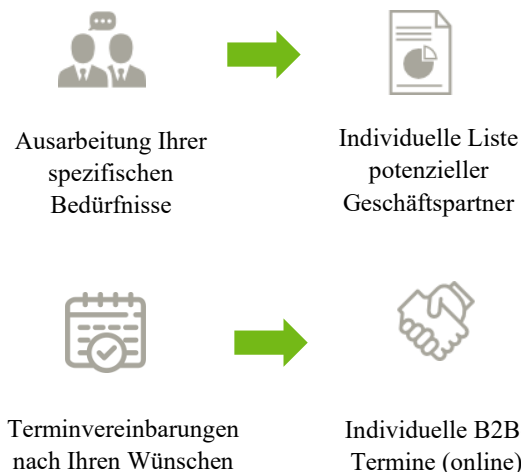 Ausarbeitung Ihrer
spezifischen
Bedürfnisse
Individuelle Liste
potenzieller
Geschäftspartner
Terminvereinbarungen
nach Ihren Wünschen
Individuelle B2B
Termine (online)